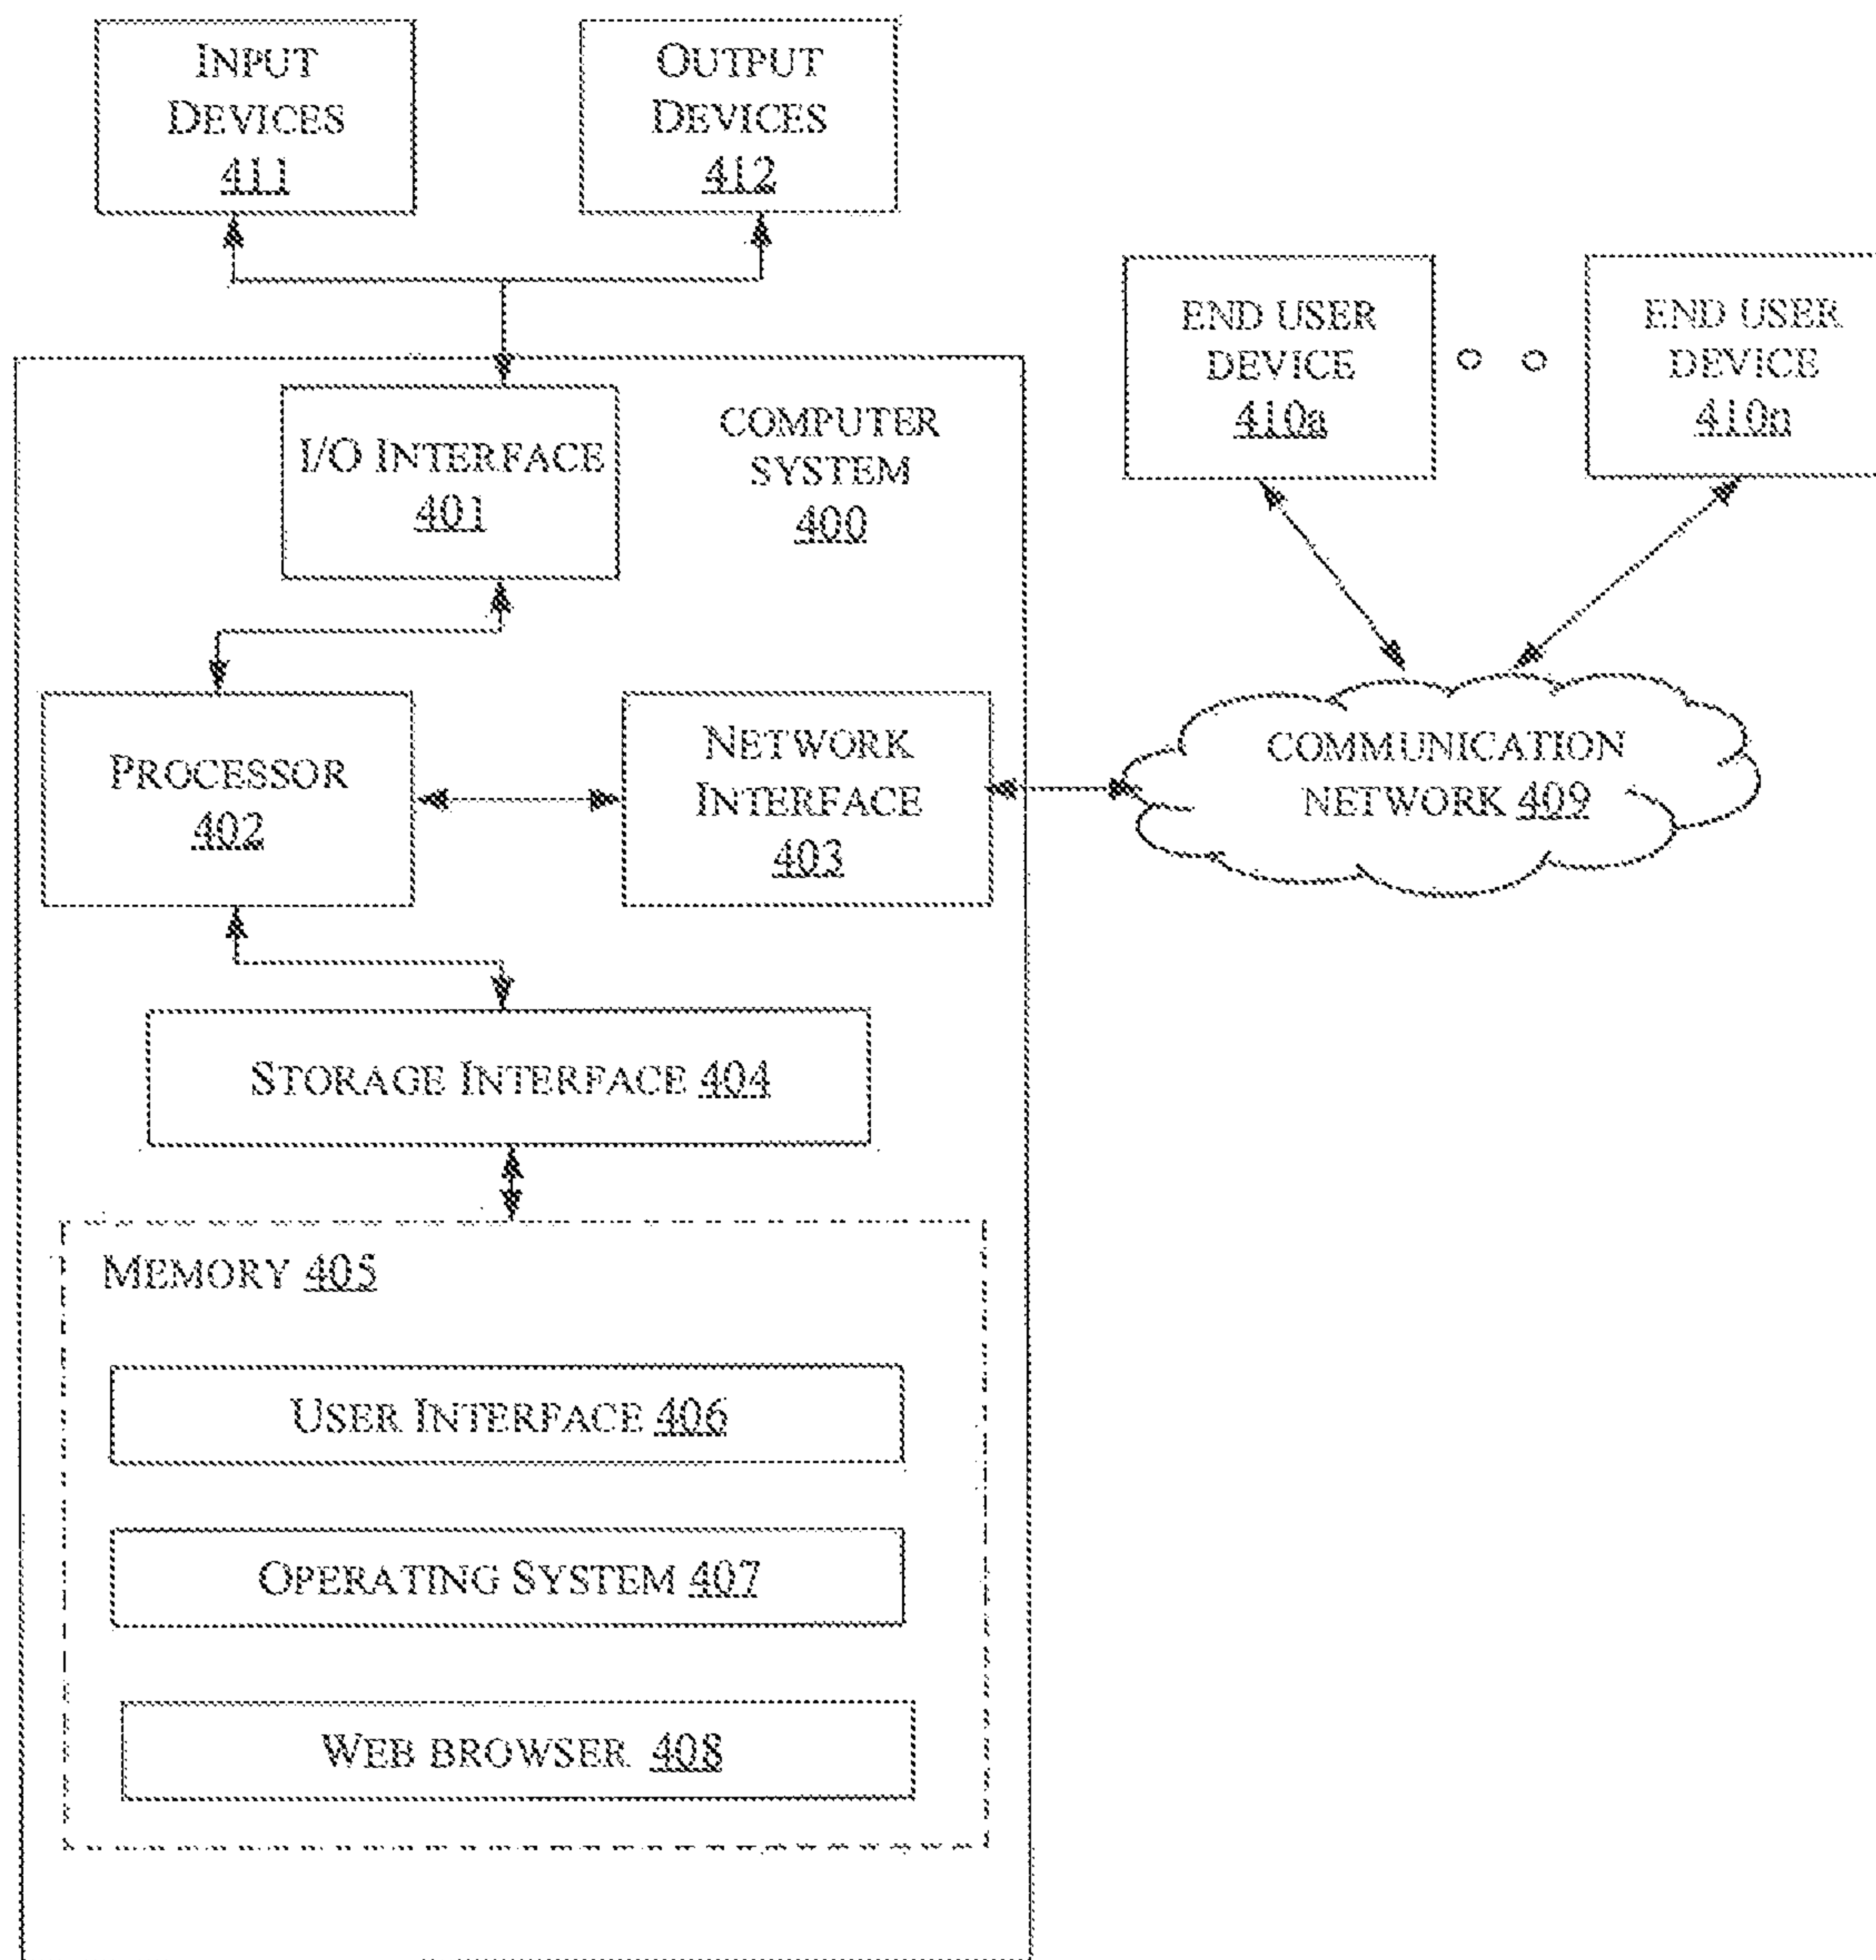 INPUT
DEVICES
411
OUTPUT
DEVICES
412
END USER
DEVICE
410a
END USER
DEVICE
410n
I/O INTERFACE
401
COMPUTER
SYSTEM
400
PROCESSOR
402
NETWORK
INTERFACE
403
COMMUNICATION
NETWORK 409
STORAGE INTERFACE 404
MEMORY 405
USER INTERFACE 406
OPERATING SYSTEM 407
WEB BROWSER 408